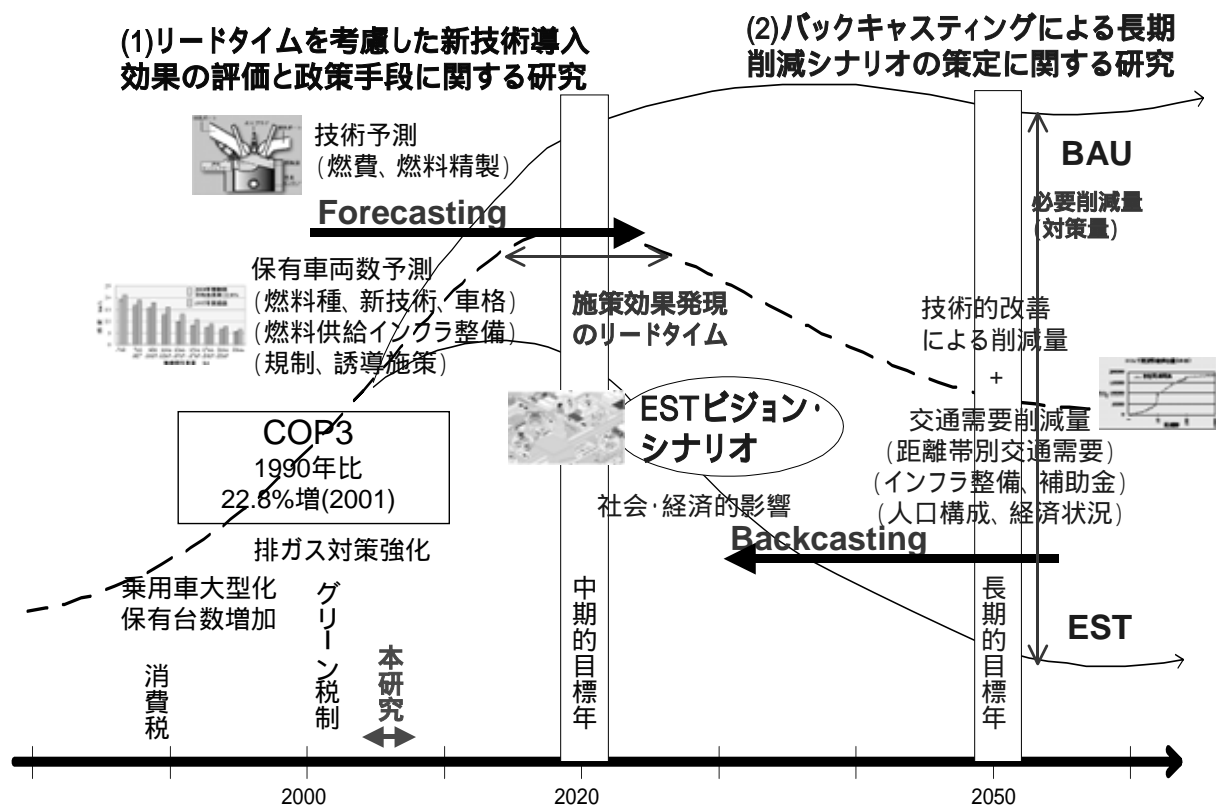 (1)リードタイムを考慮した新技術導入
効果の評価と政策手段に関する研究
(2)バックキャスティングによる長期
削減シナリオの策定に関する研究
技術予測
(燃費、燃料精製)
Forecasting
保有車両数予測
(燃料種、新技術、車格)
(燃料供給インフラ整備)
(規制、誘導施策)
施策効果発現
のリードタイム
BAU
必要削減量
(対策量)
技術的改善
による削減量
+
交通需要削減量
(距離帯別交通需要)
(インフラ整備、補助金)
(人口構成、経済状況)
ESTビジョン・
シナリオ
社会・経済的影響
Backcasting
COP3
1990年比
22.8%増(2001)
排ガス対策強化
乗用車大型化
保有台数増加
消費税
グリーン税制
本研究
中期的目標年
長期的目標年
EST
2000
2020
2050